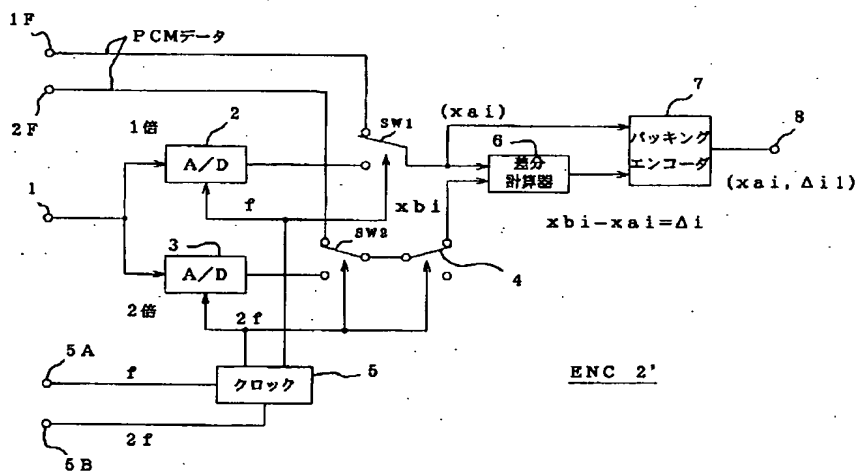 1F
PCMデータ
2F
1倍
2
A/D
SW1
(xai)
7
パッキング
エンコーダ
8
6
差分
計算器
(xai, Δi1)
1
f
xbi
xbi−xai=Δi
3
SW2
A/D
4
2倍
2f
5A
f
クロック
5
ENC 2'
2f
5B